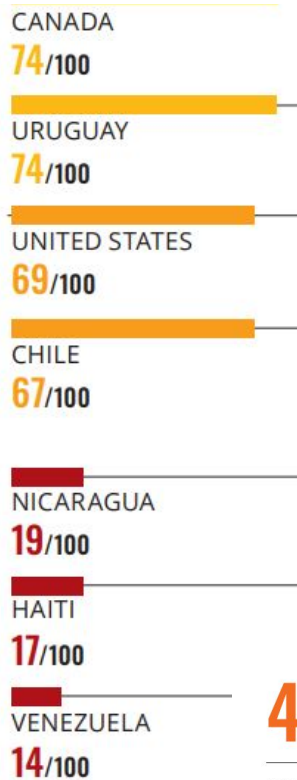 CANADA
74/100
URUGUAY
74/100
UNITED STATES
69/100
CHILE
67/100
NICARAGUA
19/100
HAITI
17/100
VENEZUELA
14/100
4